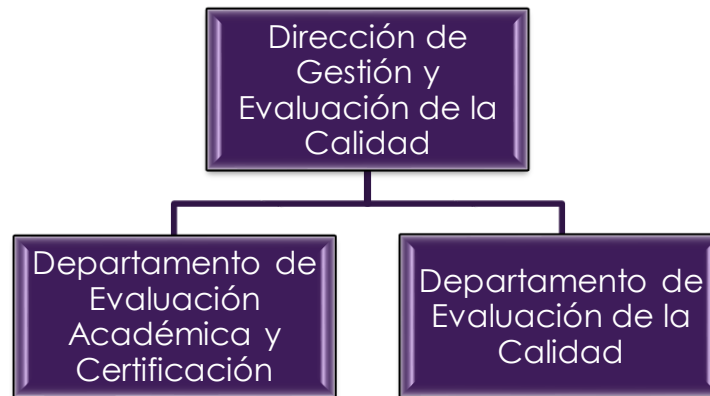 Dirección de
Gestión y
Evaluación de la
Calidad
Departamento de
Evaluación
Académica y
Certificación
Departamento de
Evaluación de la
Calidad